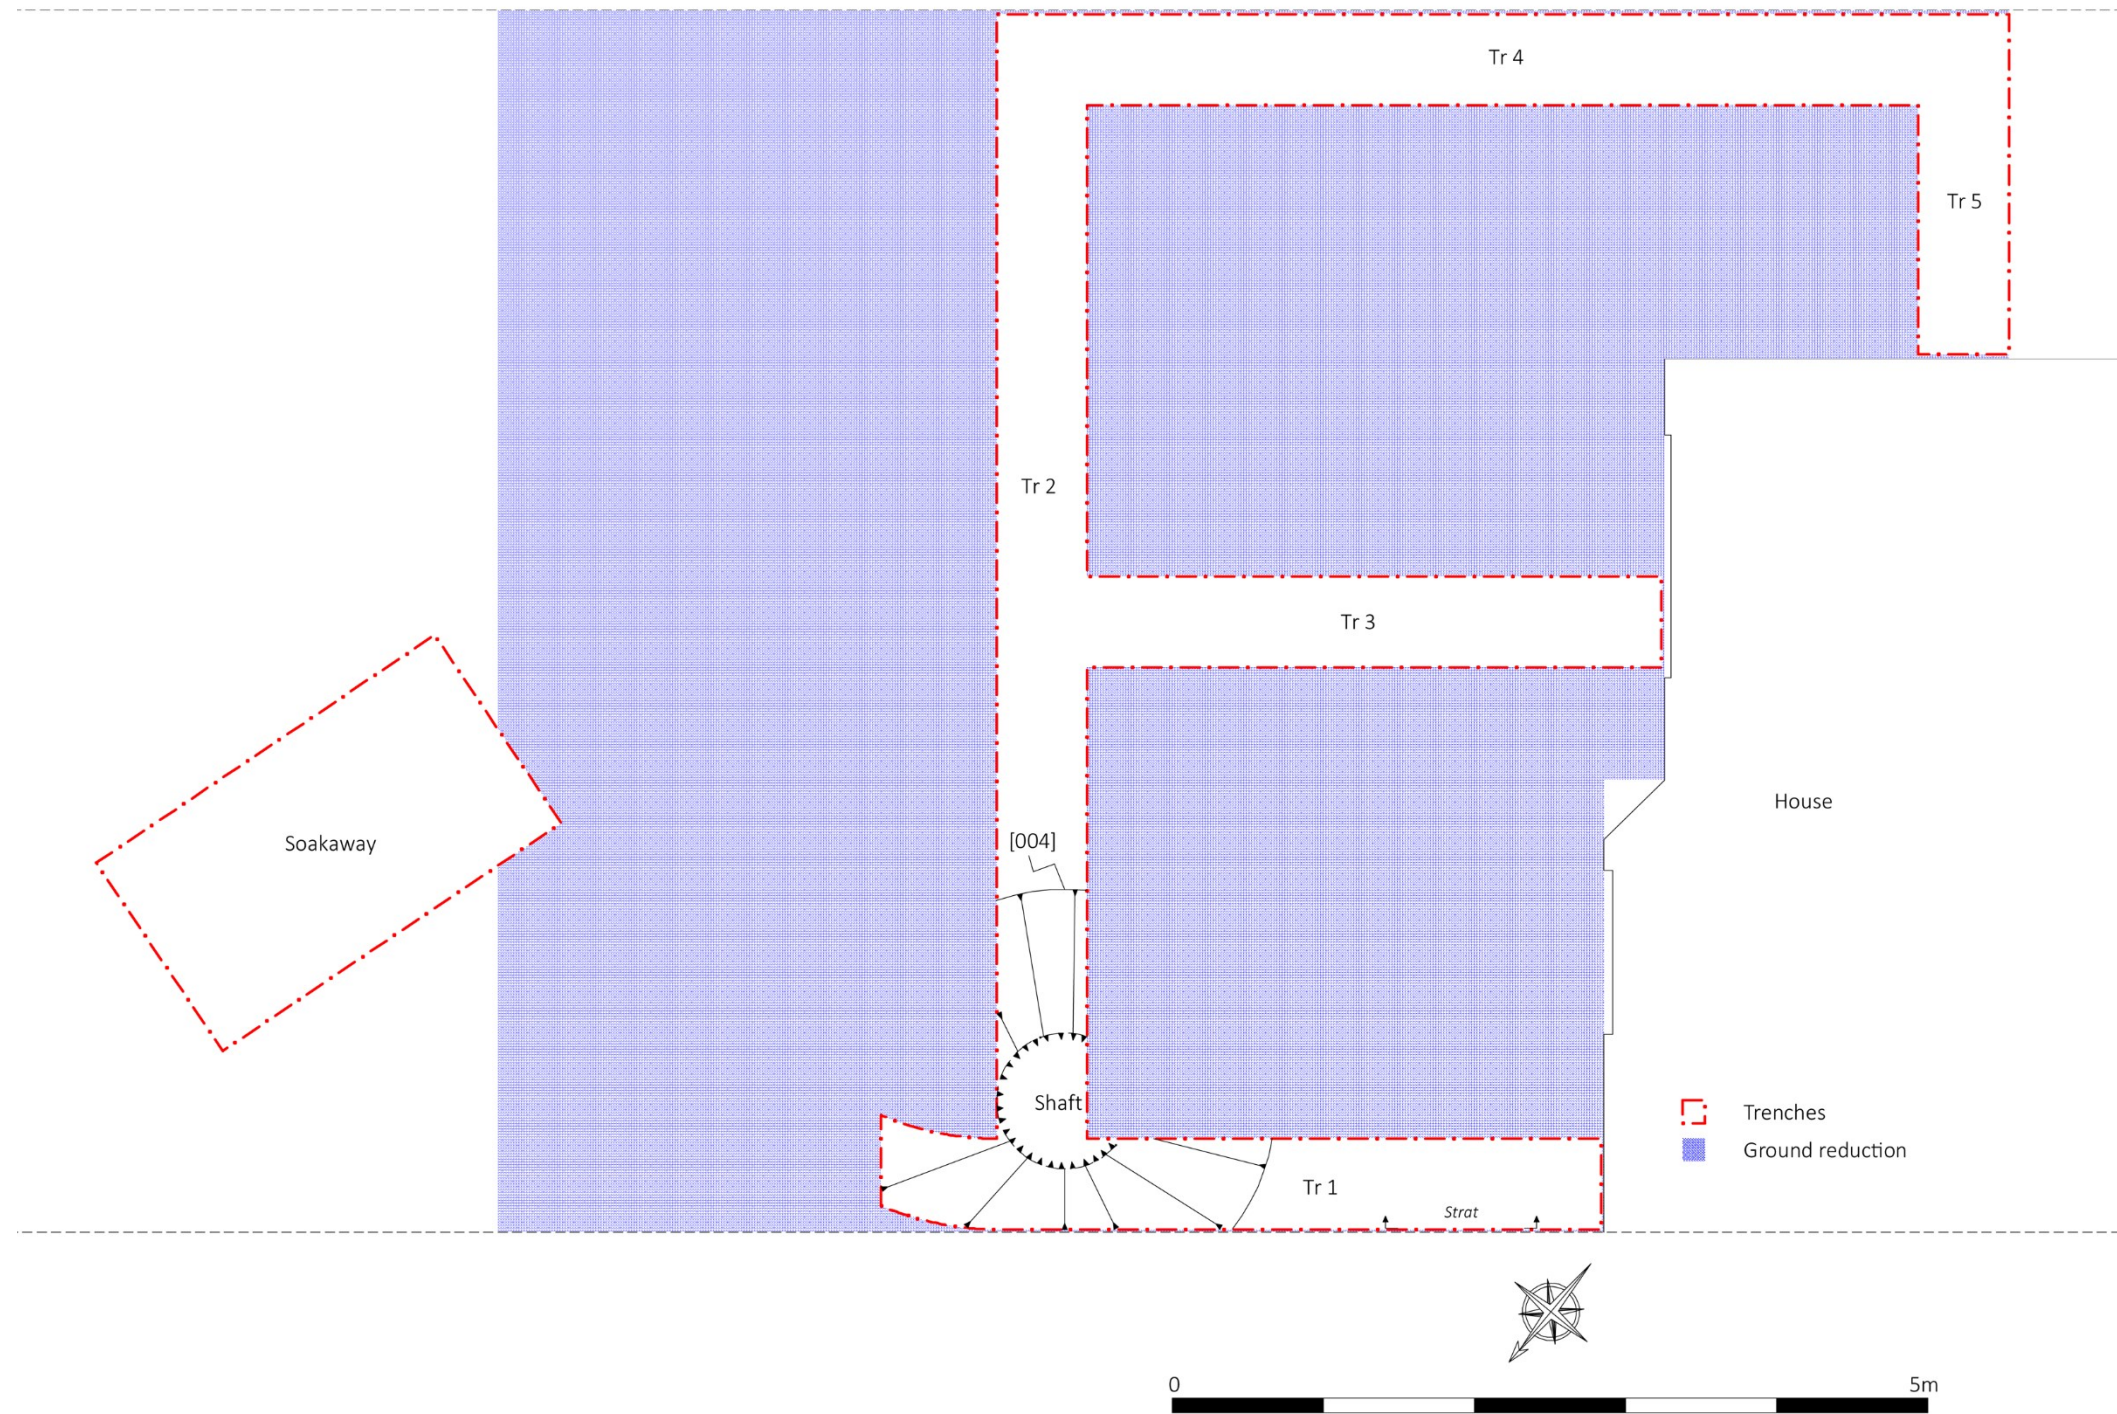 Tr 4
Tr 5
Tr 2
Tr 3
House
[004]
Soakaway
Shaft
Trenches
Ground reduction
Tr 1
Strat
0
5m